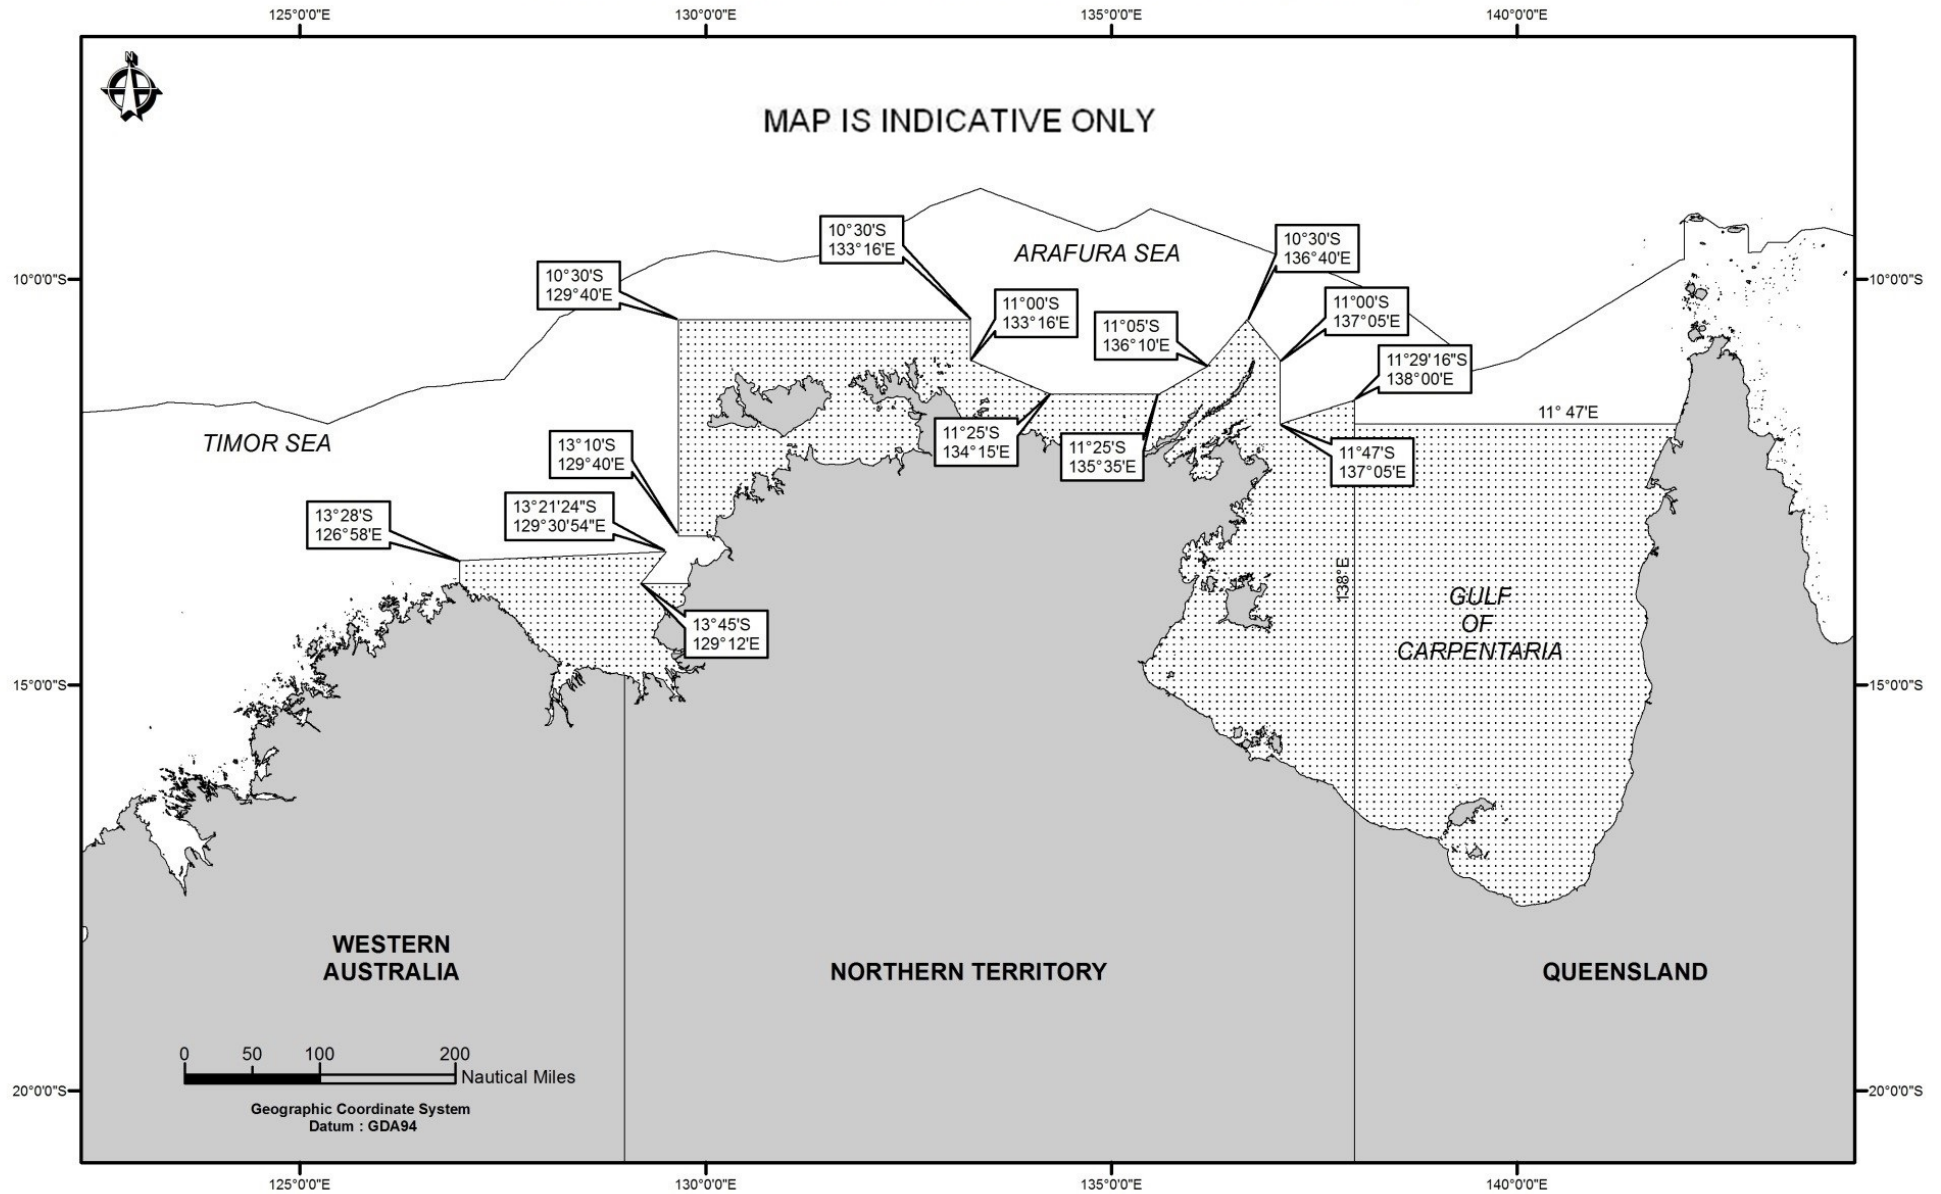 125°0'0"E
130°0'0"E
135°0'0"E
140°0'0"E
N
MAP IS INDICATIVE ONLY
10°30'S
133°16'E
ARAFURA SEA
10°30'S
136°40'E
10°0'0"S
10°0'0"S
10°30'S
129°40'E
11°00'S
133°16'E
11°00'S
137°05'E
11°05'S
136°10'E
11°29'16"S
138°00'E
11° 47'E
TIMOR SEA
11°25'S
134°15'E
11°25'S
135°35'E
11°47'S
137°05'E
13°10'S
129°40'E
13°21'24"S
129°30'54"E
13°28'S
126°58'E
138°E
GULF
OF
CARPENTARIA
13°45'S
129°12'E
15°0'0"S
15°0'0"S
WESTERN
AUSTRALIA
NORTHERN TERRITORY
QUEENSLAND
0 50 100 200
Nautical Miles
20°0'0"S
20°0'0"S
Geographic Coordinate System
Datum : GDA94
125°0'0"E
130°0'0"E
135°0'0"E
140°0'0"E